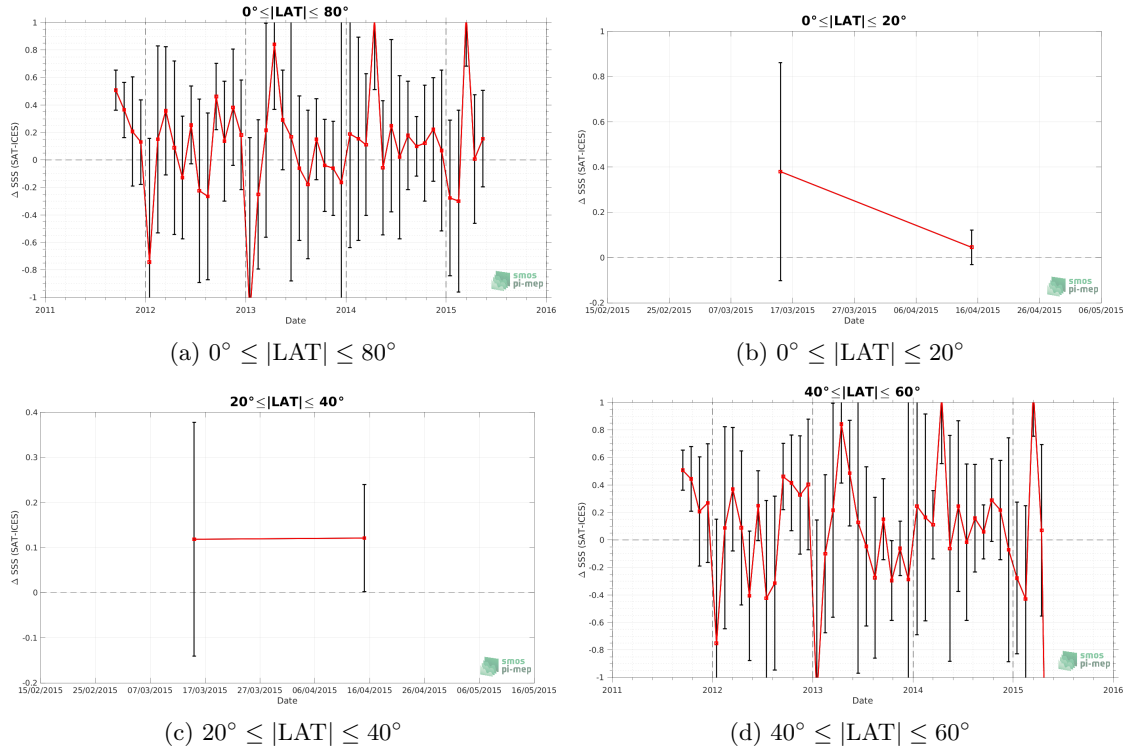 0°≤|LAT|≤ 80°
1
0.8
0.6
0.4
0.2
0
-0.2
-0.4
-0.6
-0.8
-1
Δ SSS (SAT-ICES)
2011 2012 2013 2014 2015 2016
Date
smos
pi-mep
(a) 0° ≤ |LAT| ≤ 80°
0°≤|LAT|≤ 20°
1
0.8
0.6
0.4
0.2
0
-0.2
Δ SSS (SAT-ICES)
15/02/2015 25/02/2015 07/03/2015 17/03/2015 27/03/2015 06/04/2015 16/04/2015 26/04/2015 06/05/2015
Date
smos
pi-mep
(b) 0° ≤ |LAT| ≤ 20°
20°≤|LAT|≤ 40°
0.4
0.3
0.2
0.1
0
-0.1
-0.2
Δ SSS (SAT-ICES)
15/02/2015 25/02/2015 07/03/2015 17/03/2015 27/03/2015 06/04/2015 16/04/2015 26/04/2015 06/05/2015 16/05/2015
Date
smos
pi-mep
(c) 20° ≤ |LAT| ≤ 40°
40°≤|LAT|≤ 60°
1
0.8
0.6
0.4
0.2
0
-0.2
-0.4
-0.6
-0.8
-1
Δ SSS (SAT-ICES)
2011 2012 2013 2014 2015 2016
Date
smos
pi-mep
(d) 40° ≤ |LAT| ≤ 60°